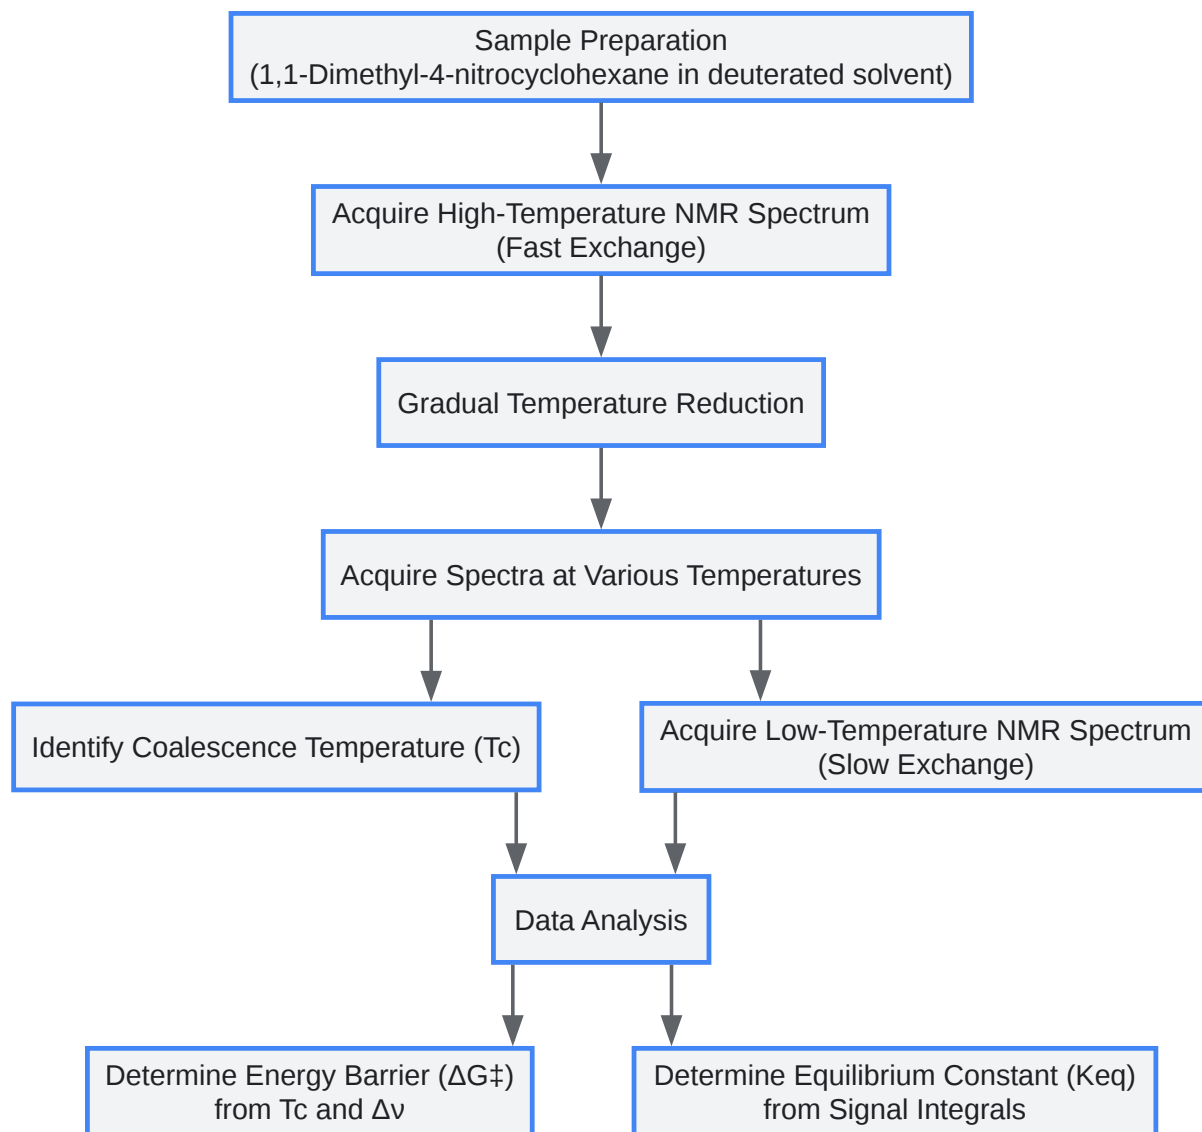 Sample Preparation
(1,1-Dimethyl-4-nitrocyclohexane in deuterated solvent)
Acquire High-Temperature NMR Spectrum
(Fast Exchange)
Gradual Temperature Reduction
Acquire Spectra at Various Temperatures
Identify Coalescence Temperature (Tc)
Acquire Low-Temperature NMR Spectrum
(Slow Exchange)
Data Analysis
Determine Energy Barrier (ΔG‡)
from Tc and Δν
Determine Equilibrium Constant (Keq)
from Signal Integrals